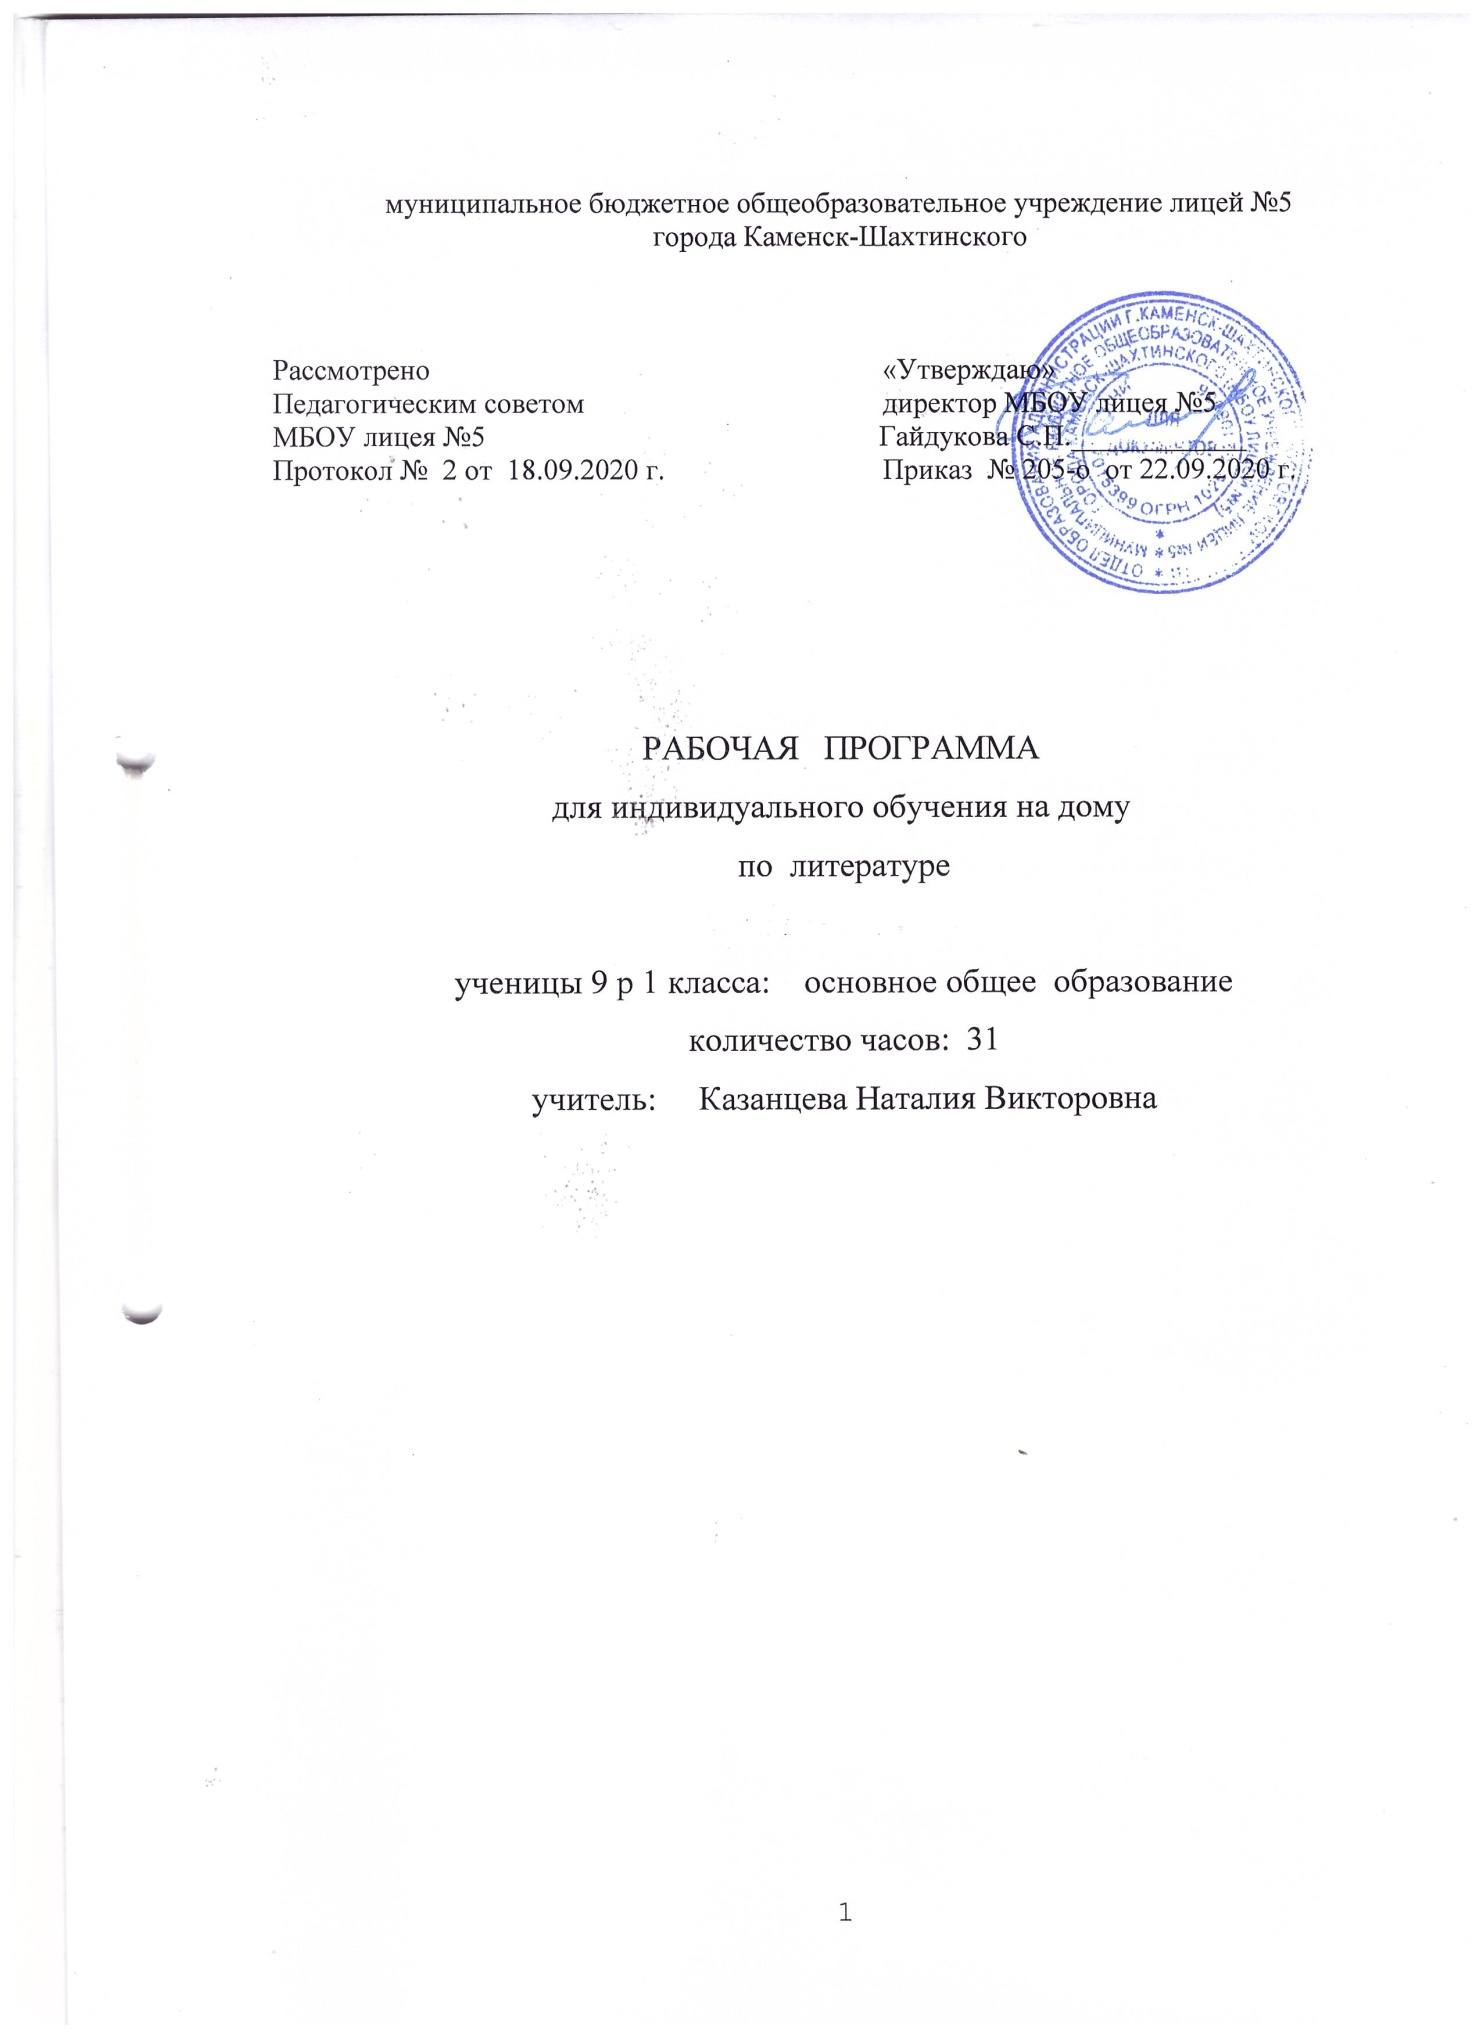 муниципальное бюджетное общеобразовательное учреждение лицей №5
города Каменск-Шахтинского
Рассмотрено
Педагогическим советом
МБОУ лицея №5
Протокол № 2 от 18.09.2020 г.
«Утверждаю»
директор МБОУ лицея №5
Гайдукова С.П.
Приказ № 205-о от 22.09.2020 г.
РАБОЧАЯ ПРОГРАММА
для индивидуального обучения на дому
по литературе
ученицы 9 р 1 класса: основное общее образование
количество часов: 31
учитель: Казанцева Наталия Викторовна
1